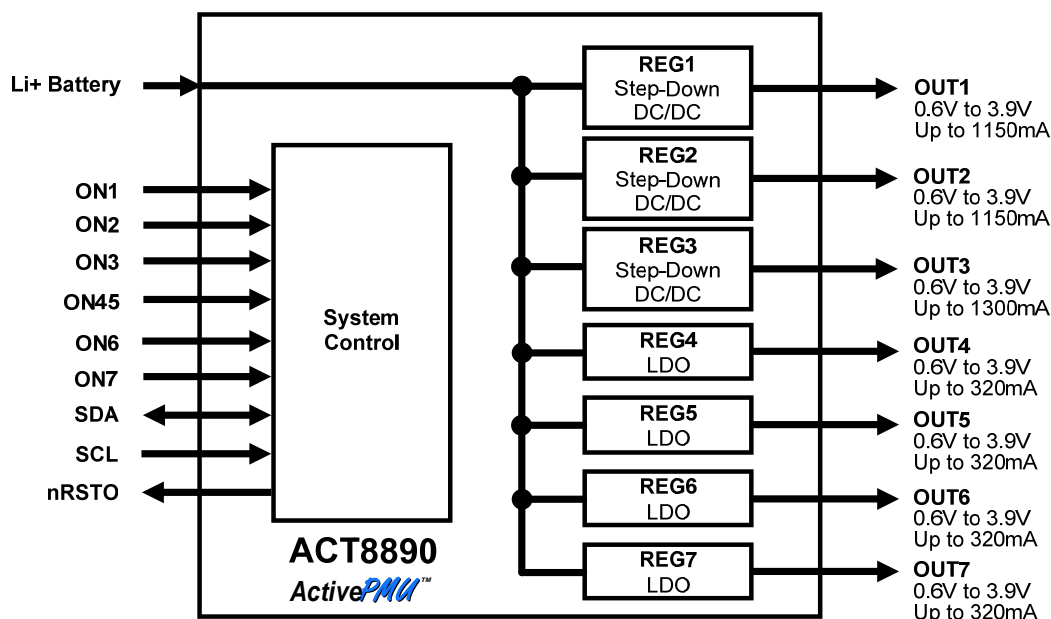 Li+ Battery
ON1
ON2
ON3
ON45
ON6
ON7
SDA
SCL
nRSTO
System
Control
ACT8890
ActivePMU™
REG1
Step-Down
DC/DC
REG2
Step-Down
DC/DC
REG3
Step-Down
DC/DC
REG4
LDO
REG5
LDO
REG6
LDO
REG7
LDO
OUT1
0.6V to 3.9V
Up to 1150mA
OUT2
0.6V to 3.9V
Up to 1150mA
OUT3
0.6V to 3.9V
Up to 1300mA
OUT4
0.6V to 3.9V
Up to 320mA
OUT5
0.6V to 3.9V
Up to 320mA
OUT6
0.6V to 3.9V
Up to 320mA
OUT7
0.6V to 3.9V
Up to 320mA